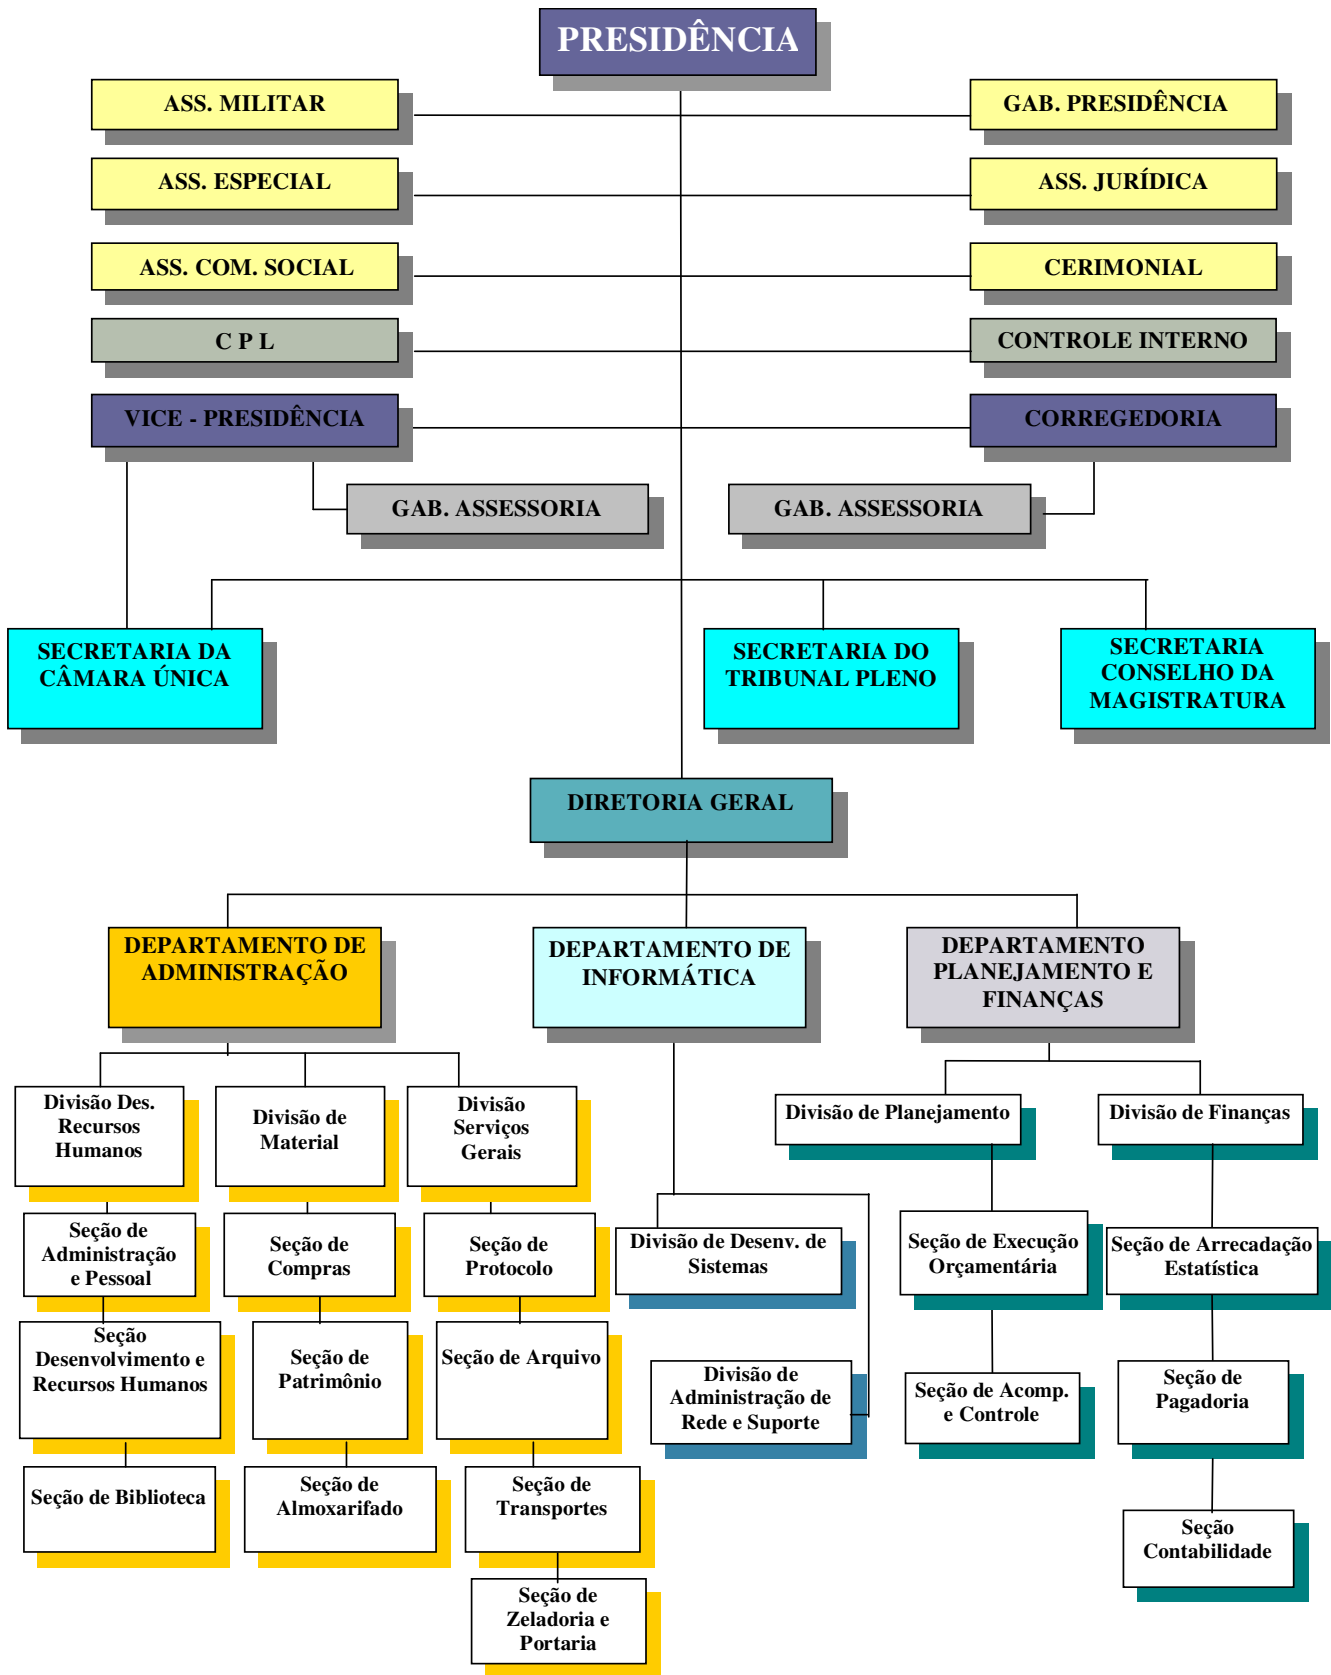 PRESIDÊNCIA
ASS. MILITAR
GAB. PRESIDÊNCIA
ASS. ESPECIAL
ASS. JURÍDICA
ASS. COM. SOCIAL
CERIMONIAL
C P L
CONTROLE INTERNO
VICE - PRESIDÊNCIA
CORREGEDORIA
GAB. ASSESSORIA
GAB. ASSESSORIA
SECRETARIA DA
CÂMARA ÚNICA
SECRETARIA DO
TRIBUNAL PLENO
SECRETARIA
CONSELHO DA
MAGISTRATURA
DIRETORIA GERAL
DEPARTAMENTO DE
ADMINISTRAÇÃO
DEPARTAMENTO DE
INFORMÁTICA
DEPARTAMENTO
PLANEJAMENTO E
FINANÇAS
Divisão Des.
Recursos
Humanos
Divisão de
Material
Divisão
Serviços
Gerais
Divisão de Planejamento
Divisão de Finanças
Seção de
Administração
e Pessoal
Seção de
Compras
Seção de
Protocolo
Divisão de Desenv. de
Sistemas
Seção de Execução
Orçamentária
Seção de Arrecadação
Estatística
Seção
Desenvolvimento e
Recursos Humanos
Seção de
Patrimônio
Seção de Arquivo
Divisão de
Administração de
Rede e Suporte
Seção de Acomp.
e Controle
Seção de
Pagadoria
Seção de Biblioteca
Seção de
Almoxarifado
Seção de
Transportes
Seção
Contabilidade
Seção de
Zeladoria e
Portaria